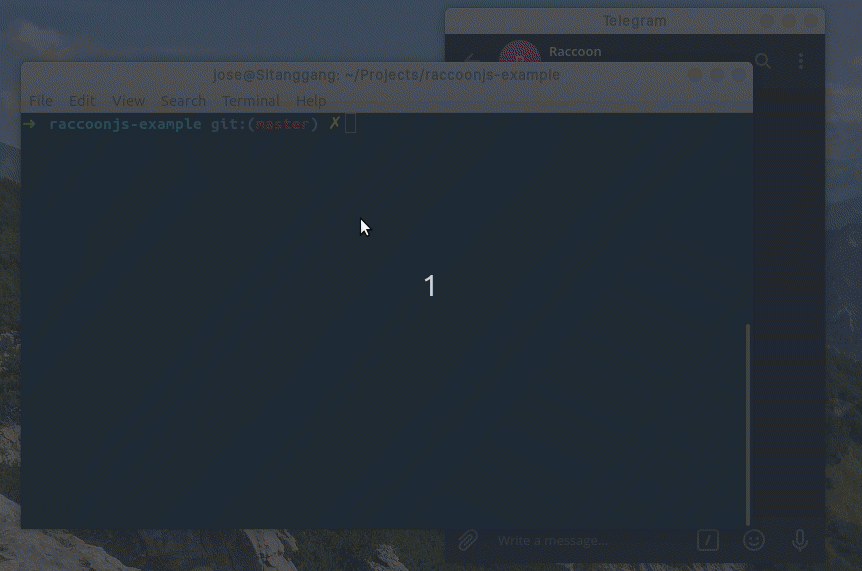 Telegram
Raccoon
jose@Sitanggang: ~/Projects/raccoonjs-example
File Edit View Search Terminal Help
➜ raccoonjs-example git:(master) ✗
1
Write a message...